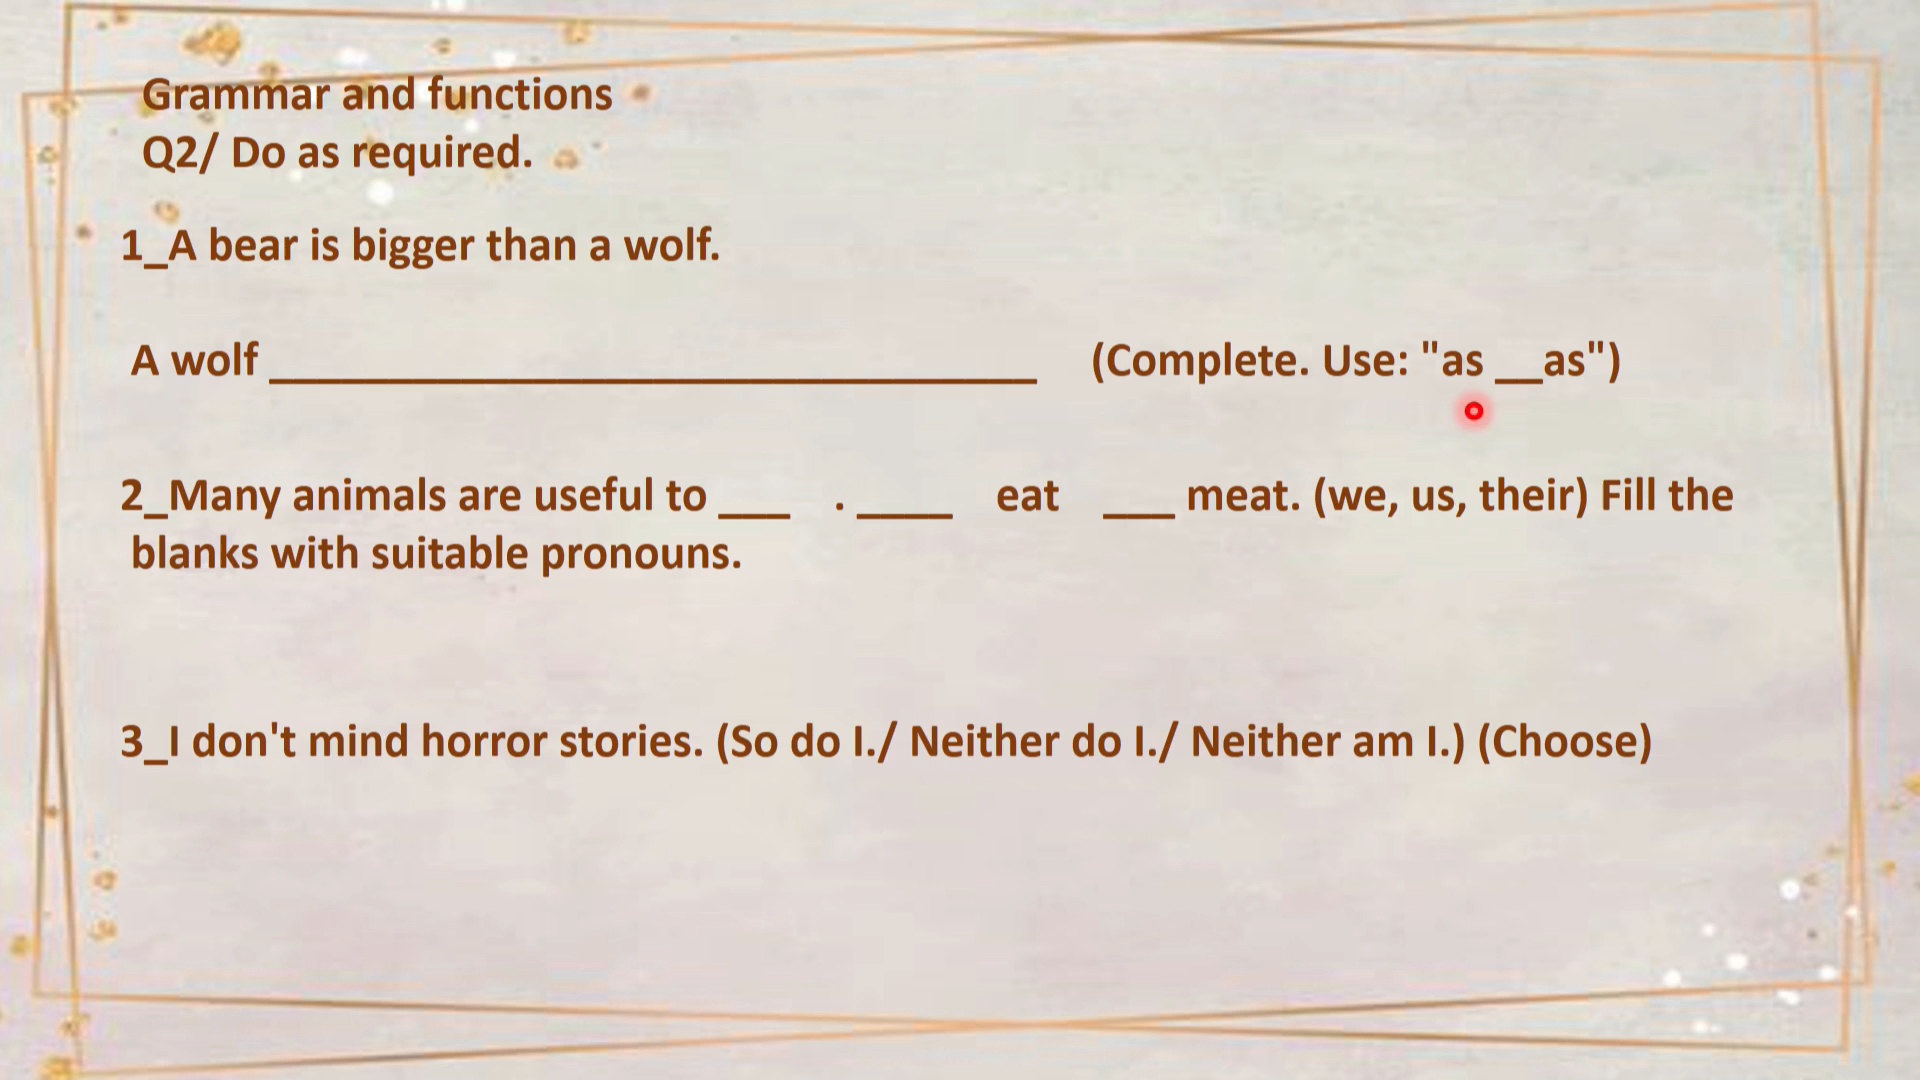 Grammar and functions
Q2/ Do as required.
1_A bear is bigger than a wolf.
A wolf ________________________________ (Complete. Use: "as __as")
2_Many animals are useful to ___ . ____ eat ___ meat. (we, us, their) Fill the
blanks with suitable pronouns.
3_I don't mind horror stories. (So do I./ Neither do I./ Neither am I.) (Choose)